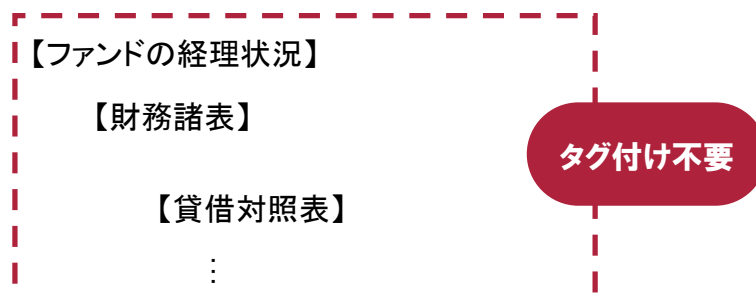 【ファンドの経理状況】
【財務諸表】
タグ付け不要
【貸借対照表】
⋮